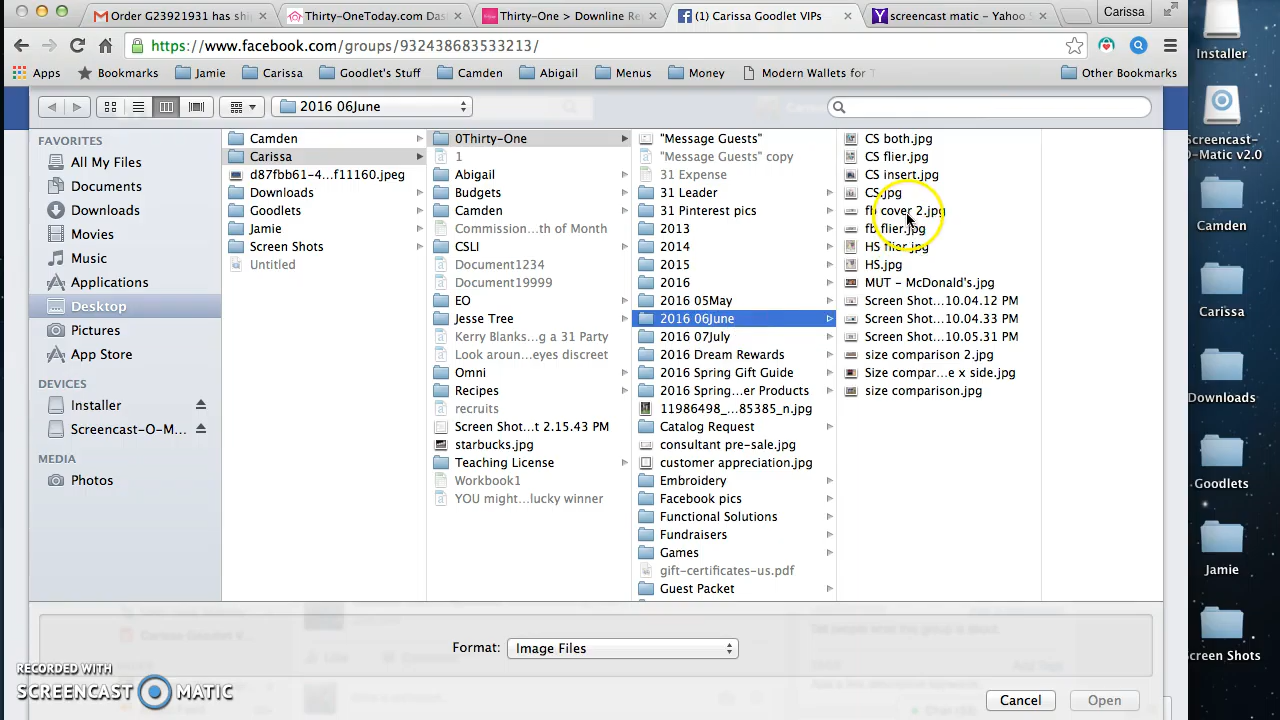 Order G23921931 has ship
Thirty-OneToday.com Das
Thirty-One > Downline Re
(1) Carissa Goodlet VIPs
screencast matic - Yahoo S
Carissa
https://www.facebook.com/groups/932438683533213/
Apps
Bookmarks
Jamie
Carissa
Goodlet's Stuff
Camden
Abigail
Menus
Money
Modern Wallets for
Other Bookmarks
2016 06June
FAVORITES
All My Files
Documents
Downloads
Movies
Music
Applications
Desktop
Pictures
App Store
DEVICES
Installer
Screencast-O-M...
MEDIA
Photos
Camden
Carissa
d87fbb61-4...f11160.jpeg
Downloads
Goodlets
Jamie
Screen Shots
Untitled
0Thirty-One
1
Abigail
Budgets
Camden
Commission...th of Month
CSLI
Document1234
Document19999
EO
Jesse Tree
Kerry Blanks...g a 31 Party
Look aroun...eyes discreet
Omni
Recipes
recruits
Screen Shot...t 2.15.43 PM
starbucks.jpg
Teaching License
Workbook1
YOU might...lucky winner
"Message Guests"
"Message Guests" copy
31 Expense
31 Leader
31 Pinterest pics
2013
2014
2015
2016
2016 05May
2016 06June
2016 07July
2016 Dream Rewards
2016 Spring Gift Guide
2016 Spring...er Products
11986498_...85385_n.jpg
Catalog Request
consultant pre-sale.jpg
customer appreciation.jpg
Embroidery
Facebook pics
Functional Solutions
Fundraisers
Games
gift-certificates-us.pdf
Guest Packet
CS both.jpg
CS flier.jpg
CS insert.jpg
CS.jpg
fb cover 2.jpg
fb flier.jpg
HS flier.jpg
HS.jpg
MUT - McDonald's.jpg
Screen Shot...10.04.12 PM
Screen Shot...10.04.33 PM
Screen Shot...10.05.31 PM
size comparison 2.jpg
Size compar...e x side.jpg
size comparison.jpg
Format:
Image Files
Cancel
Open
Installer
Screencast-
O-Matic v2.0
Camden
Carissa
Downloads
Goodlets
Jamie
Screen Shots
RECORDED WITH
SCREENCAST MATIC